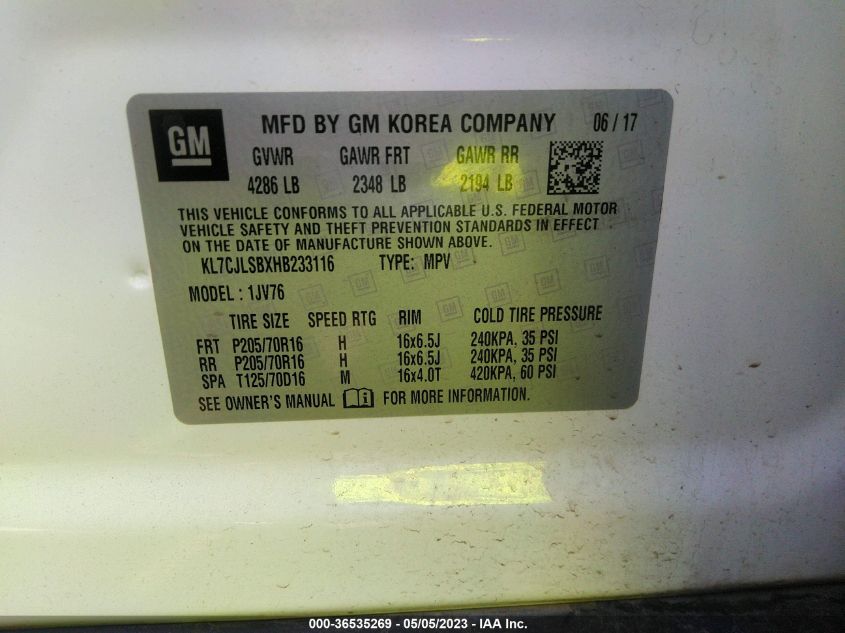 GM
MFD BY GM KOREA COMPANY 06 / 17
GVWR GAWR FRT GAWR RR
4286 LB 2348 LB 2194 LB
THIS VEHICLE CONFORMS TO ALL APPLICABLE U.S. FEDERAL MOTOR
VEHICLE SAFETY AND THEFT PREVENTION STANDARDS IN EFFECT
ON THE DATE OF MANUFACTURE SHOWN ABOVE.
KL7CJLSBXHB233116 TYPE: MPV
MODEL : 1JV76
TIRE SIZE SPEED RTG RIM COLD TIRE PRESSURE
FRT P205/70R16 H 16x6.5J 240KPA, 35 PSI
RR P205/70R16 H 16x6.5J 240KPA, 35 PSI
SPA T125/70D16 M 16x4.0T 420KPA, 60 PSI
SEE OWNER'S MANUAL FOR MORE INFORMATION.
000-36535269 - 05/05/2023 - IAA Inc.